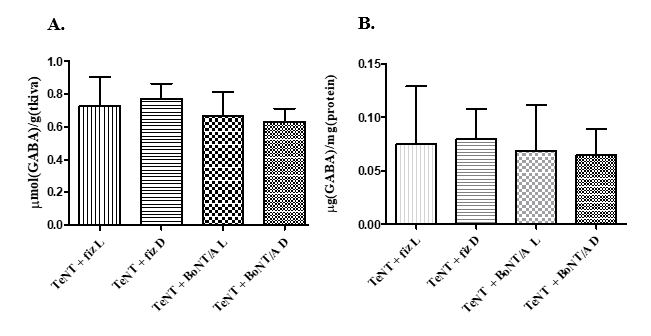 A.
μmol(GABA)/g(tkiva)
1.0
0.8
0.6
0.4
0.2
0.0
TeNT + fiz L
TeNT + fiz D
TeNT + BoNT/A L
TeNT + BoNT/A D
B.
μg(GABA)/mg(protein)
0.15
0.10
0.05
0.00
TeNT + fiz L
TeNT + fiz D
TeNT + BoNT/A L
TeNT + BoNT/A D